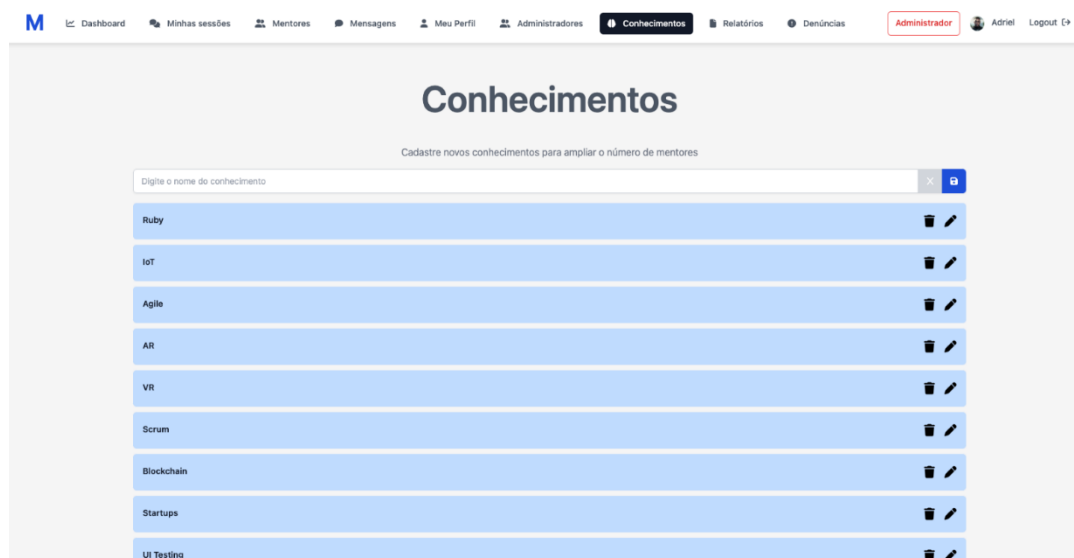 M Dashboard Minhas sessões Mentores Mensagens Meu Perfil Administradores Conhecimentos Relatórios Denúncias Administrador Adriel Logout
Conhecimentos
Cadastre novos conhecimentos para ampliar o número de mentores
Digite o nome do conhecimento X
Ruby
IoT
Agile
AR
VR
Scrum
Blockchain
Startups
UI Testing